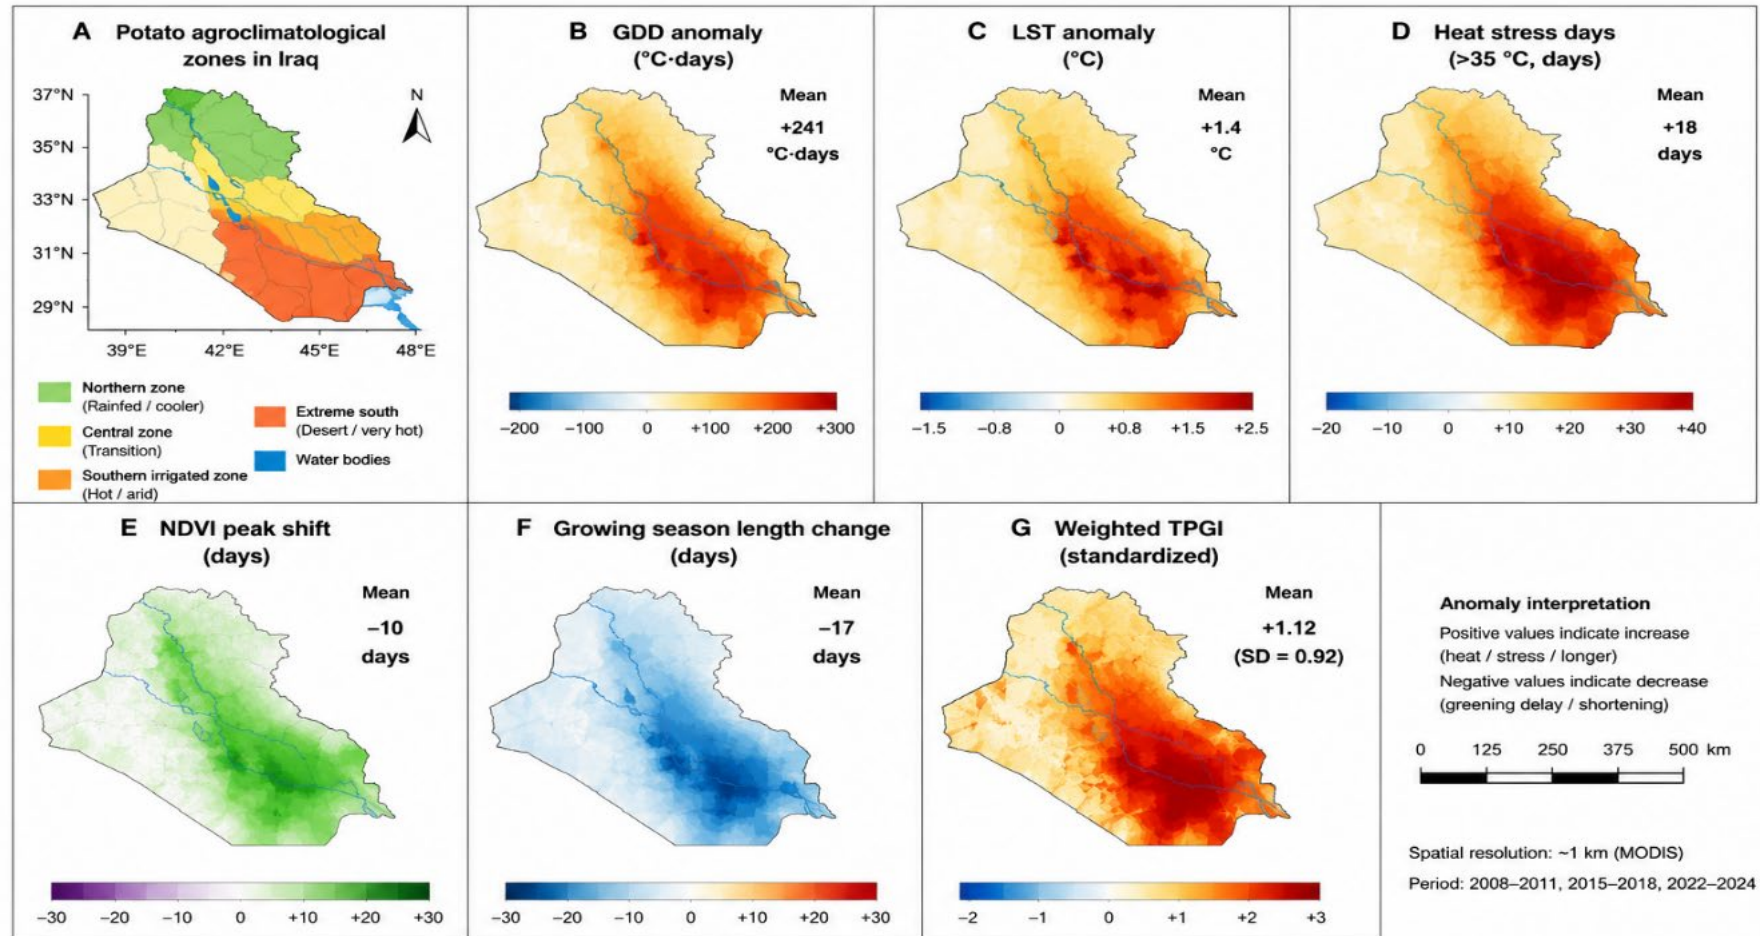 A Potato agroclimatological
zones in Iraq
N
37°N
35°N
33°N
31°N
29°N
39°E 42°E 45°E 48°E
Northern zone
(Rainfed / cooler)
Central zone
(Transition)
Southern irrigated zone
(Hot / arid)
Extreme south
(Desert / very hot)
Water bodies
B GDD anomaly
(°C·days)
Mean
+241
°C·days
−200 −100 0 +100 +200 +300
C LST anomaly
(°C)
Mean
+1.4
°C
−1.5 −0.8 0 +0.8 +1.5 +2.5
D Heat stress days
(>35 °C, days)
Mean
+18
days
−20 −10 0 +10 +20 +30 +40
E NDVI peak shift
(days)
Mean
−10
days
−30 −20 −10 0 +10 +20 +30
F Growing season length change
(days)
Mean
−17
days
−30 −20 −10 0 +10 +20 +30
G Weighted TPGI
(standardized)
Mean
+1.12
(SD = 0.92)
−2 −1 0 +1 +2 +3
Anomaly interpretation
Positive values indicate increase
(heat / stress / longer)
Negative values indicate decrease
(greening delay / shortening)
0 125 250 375 500 km
Spatial resolution: ~1 km (MODIS)
Period: 2008–2011, 2015–2018, 2022–2024